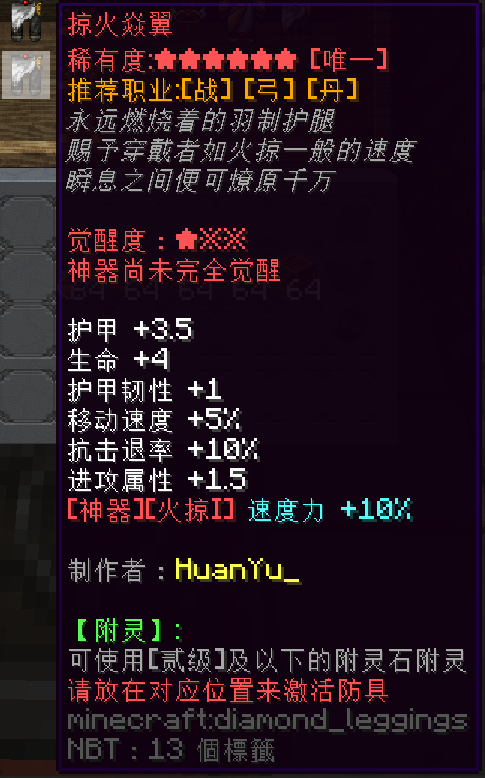 掠火焱翼
稀有度:★★★★★★ [唯一]
推荐职业:[战] [弓] [丹]
永远燃烧着的羽制护腿
赐予穿戴者如火掠一般的速度
瞬息之间便可燎原千万
觉醒度：★※※
神器尚未完全觉醒
64 64 64 64
护甲 +3.5
生命 +4
护甲韧性 +1
移动速度 +5%
抗击退率 +10%
进攻属性 +1.5
[神器][火掠I] 速度力 +10%
制作者：HuanYu_
【附灵】:
可使用[贰级]及以下的附灵石附灵
请放在对应位置来激活防具
minecraft:diamond_leggings
NBT：13 個標籤